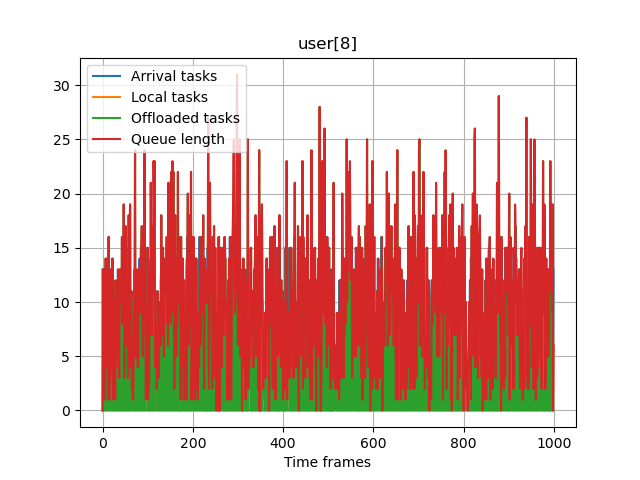 user[8]
Arrival tasks
Local tasks
Offloaded tasks
Queue length
30
25
20
15
10
5
0
0 200 400 600 800 1000
Time frames